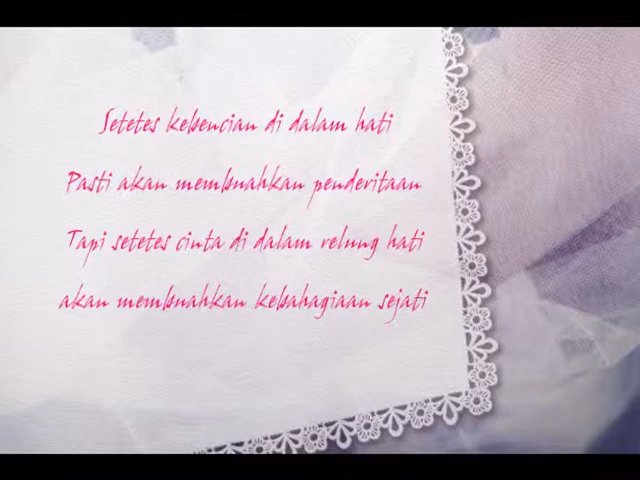 Setetes kebencian di dalam hati
Pasti akan membuahkan penderitaan
Tapi setetes cinta di dalam relung hati
akan membuahkan kebahagiaan sejati